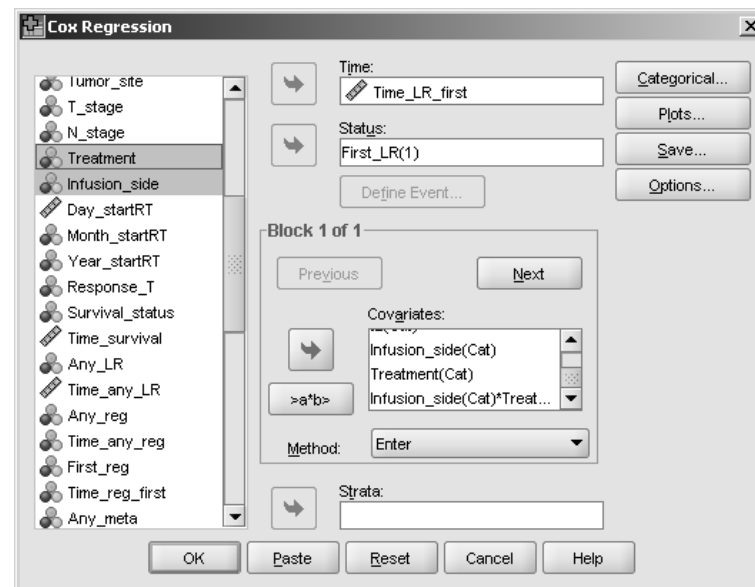 Cox Regression
Tumor_site
T_stage
N_stage
Treatment
Infusion_side
Day_startRT
Month_startRT
Year_startRT
Response_T
Survival_status
Time_survival
Any_LR
Time_any_LR
Any_reg
Time_any_reg
First_reg
Time_reg_first
Any_meta
Time:
Time_LR_first
Status:
First_LR(1)
Define Event...
Block 1 of 1
Previous
Next
Covariates:
Infusion_side(Cat)
Treatment(Cat)
Infusion_side(Cat)*Treat...
>a*b>
Method:
Enter
Strata:
Categorical...
Plots...
Save...
Options...
OK
Paste
Reset
Cancel
Help